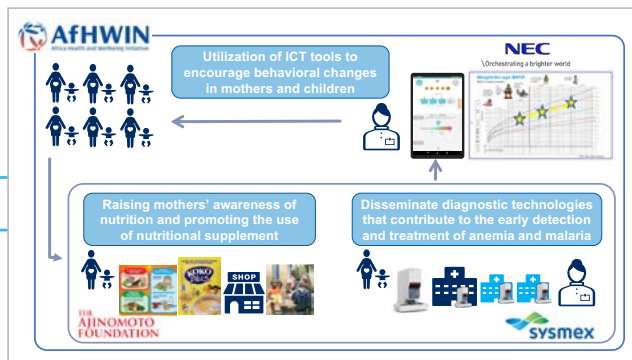 AfHWIN
Africa Health and Wellbeing Initiative
Utilization of ICT tools to
encourage behavioral changes
in mothers and children
NEC
\Orchestrating a brighter world
Raising mothers' awareness of
nutrition and promoting the use
of nutritional supplement
Disseminate diagnostic technologies
that contribute to the early detection
and treatment of anemia and malaria
KOKO
Plus
SHOP
THE
AJINOMOTO
FOUNDATION
sysmex